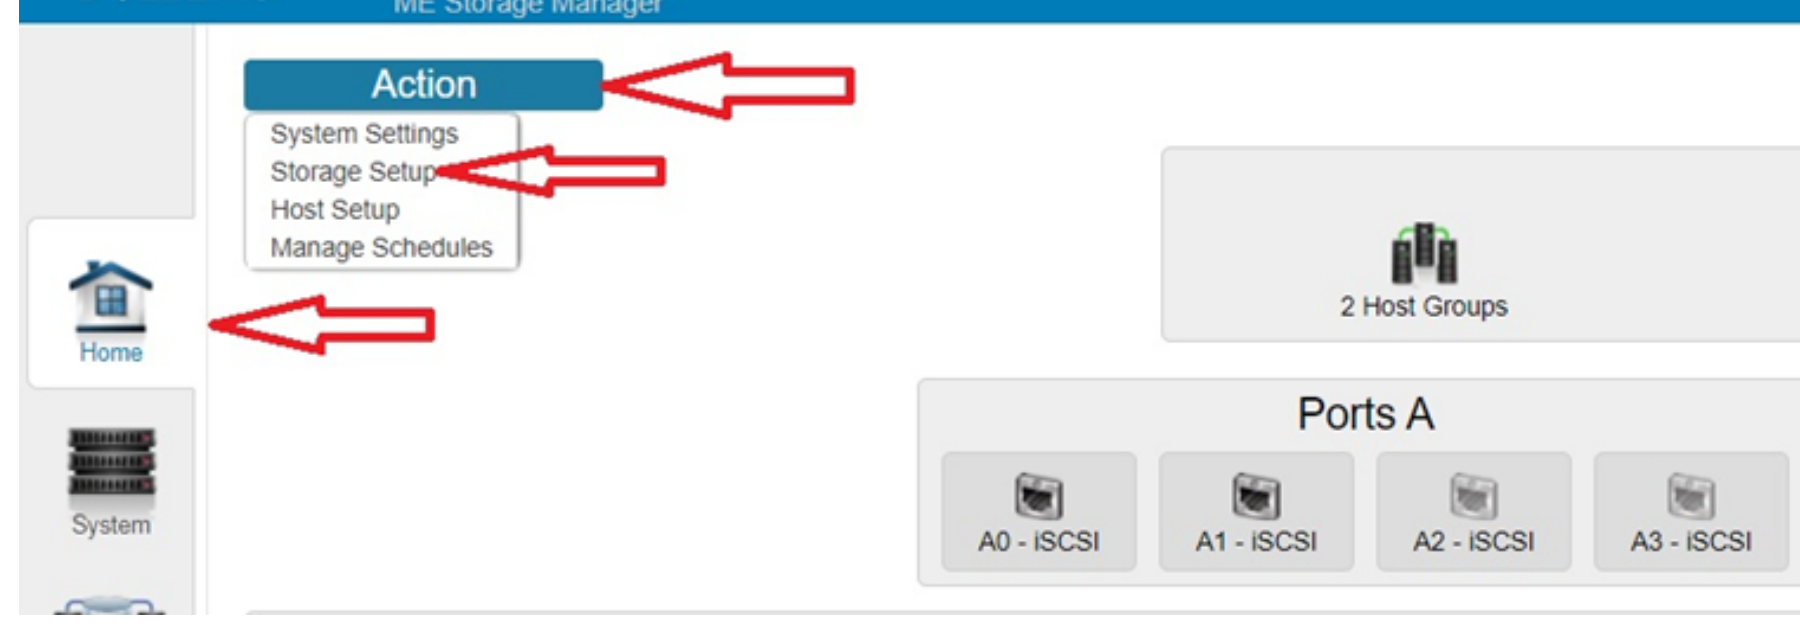 ME Storage Manager
Action
System Settings
Storage Setup
Host Setup
Manage Schedules
Home
2 Host Groups
Ports A
A0 - iSCSI
A1 - iSCSI
A2 - iSCSI
A3 - iSCSI
System